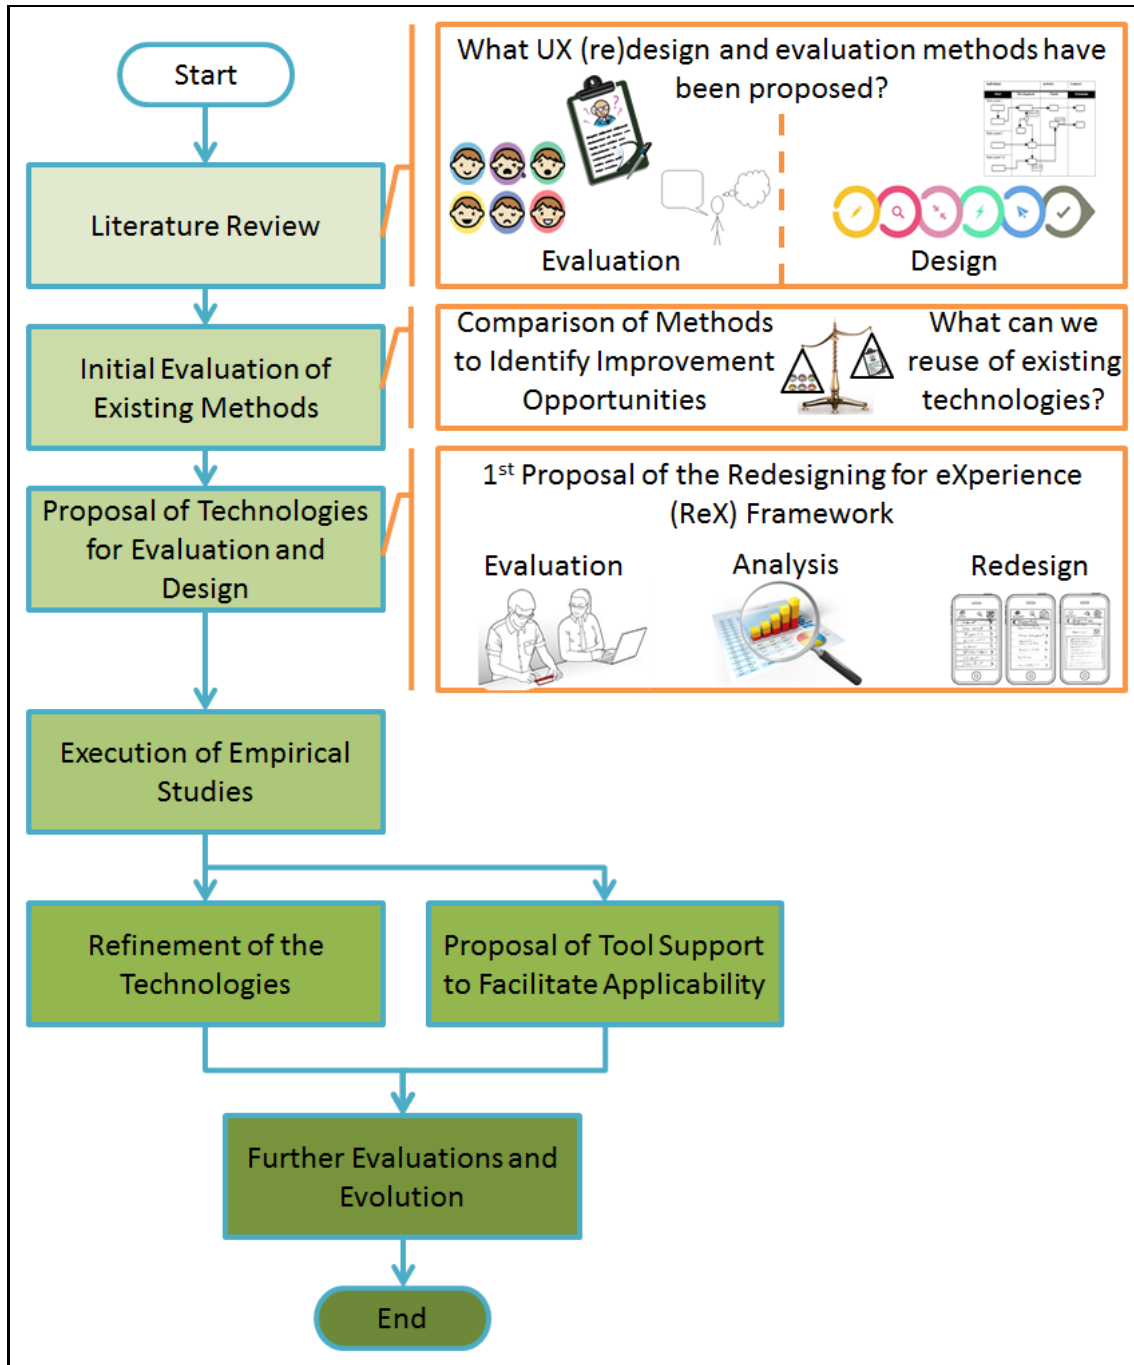 Start
What UX (re)design and evaluation methods have
been proposed?
Evaluation
Design
Literature Review
Initial Evaluation of
Existing Methods
Comparison of Methods
to Identify Improvement
Opportunities
What can we
reuse of existing
technologies?
Proposal of Technologies
for Evaluation and
Design
1st Proposal of the Redesigning for eXperience
(ReX) Framework
Evaluation
Analysis
Redesign
Execution of Empirical
Studies
Refinement of the
Technologies
Proposal of Tool Support
to Facilitate Applicability
Further Evaluations and
Evolution
End